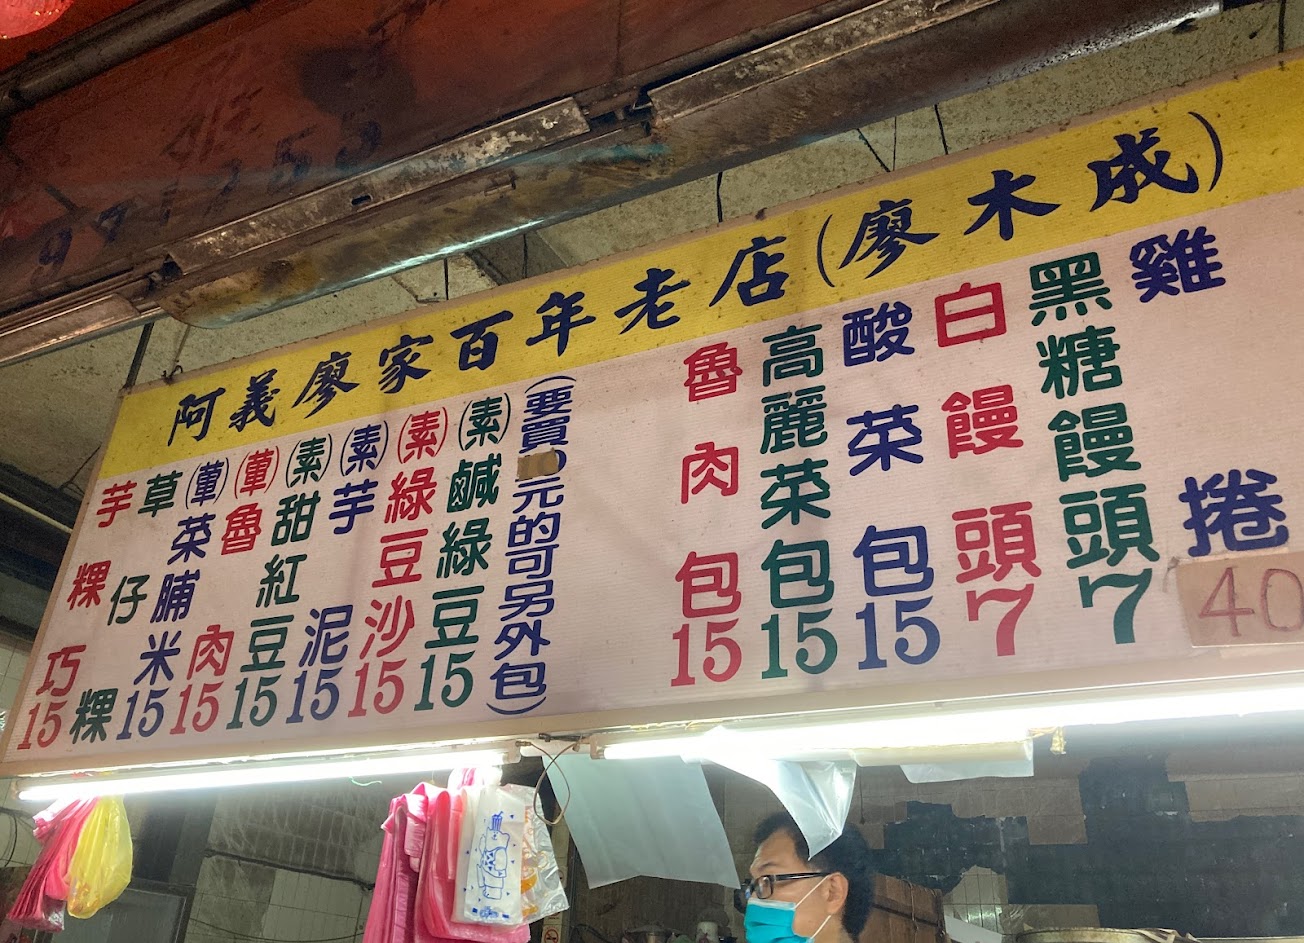 阿義廖家百年老店(廖木成)
芋粿巧15
草仔粿
(葷)菜脯米15
(葷)魯肉15
(素)甜紅豆15
(素)芋泥15
(素)綠豆沙15
(素)鹹綠豆15
(要買元的可另外包)
魯肉包15
高麗菜包15
酸菜包15
白饅頭7
黑糖饅頭7
雞捲40